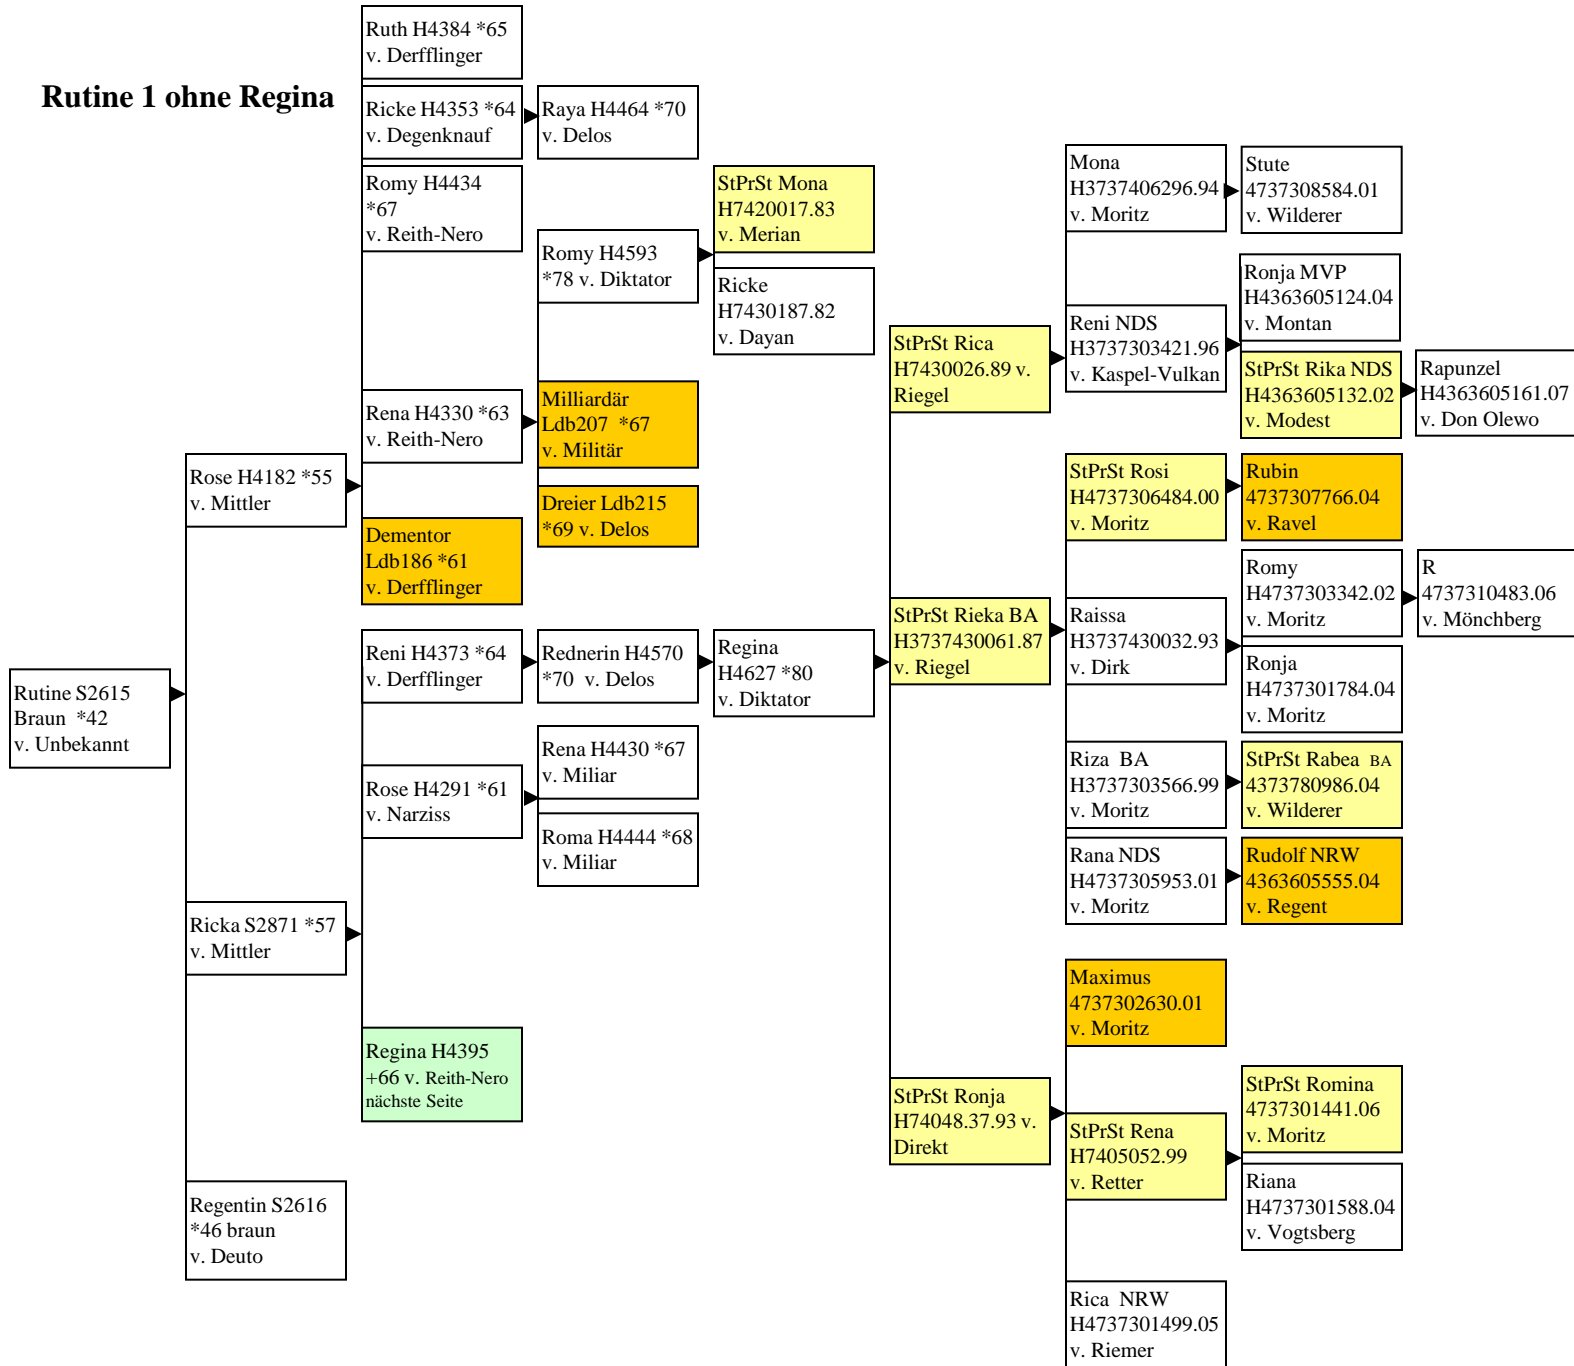 Rutine 1 ohne Regina
Rutine S2615
Braun *42
v. Unbekannt
Rose H4182 *55
v. Mittler
Ricka S2871 *57
v. Mittler
Regentin S2616
*46 braun
v. Deuto
Ruth H4384 *65
v. Derfflinger
Ricke H4353 *64
v. Degenknauf
Romy H4434
*67
v. Reith-Nero
Rena H4330 *63
v. Reith-Nero
Dementor
Ldb186 *61
v. Derfflinger
Reni H4373 *64
v. Derfflinger
Rose H4291 *61
v. Narziss
Regina H4395
+66 v. Reith-Nero
nächste Seite
Raya H4464 *70
v. Delos
Romy H4593
*78 v. Diktator
Milliardär
Ldb207 *67
v. Militär
Dreier Ldb215
*69 v. Delos
Rednerin H4570
*70 v. Delos
Rena H4430 *67
v. Miliar
Roma H4444 *68
v. Miliar
StPrSt Mona
H7420017.83
v. Merian
Ricke
H7430187.82
v. Dayan
Regina
H4627 *80
v. Diktator
StPrSt Rica
H7430026.89 v.
Riegel
StPrSt Rieka BA
H3737430061.87
v. Riegel
StPrSt Ronja
H74048.37.93 v.
Direkt
Mona
H3737406296.94
v. Moritz
Reni NDS
H3737303421.96
v. Kaspel-Vulkan
StPrSt Rosi
H4737306484.00
v. Moritz
Raissa
H3737430032.93
v. Dirk
Riza BA
H3737303566.99
v. Moritz
Rana NDS
H4737305953.01
v. Moritz
Maximus
4737302630.01
v. Moritz
StPrSt Rena
H7405052.99
v. Retter
Rica NRW
H4737301499.05
v. Riemer
Stute
4737308584.01
v. Wilderer
Ronja MVP
H4363605124.04
v. Montan
StPrSt Rika NDS
H4363605132.02
v. Modest
Rubin
4737307766.04
v. Ravel
Romy
H4737303342.02
v. Moritz
Ronja
H4737301784.04
v. Moritz
StPrSt Rabea BA
4373780986.04
v. Wilderer
Rudolf NRW
4363605555.04
v. Regent
StPrSt Romina
4737301441.06
v. Moritz
Riana
H4737301588.04
v. Vogtsberg
Rapunzel
H4363605161.07
v. Don Olewo
R
4737310483.06
v. Mönchberg